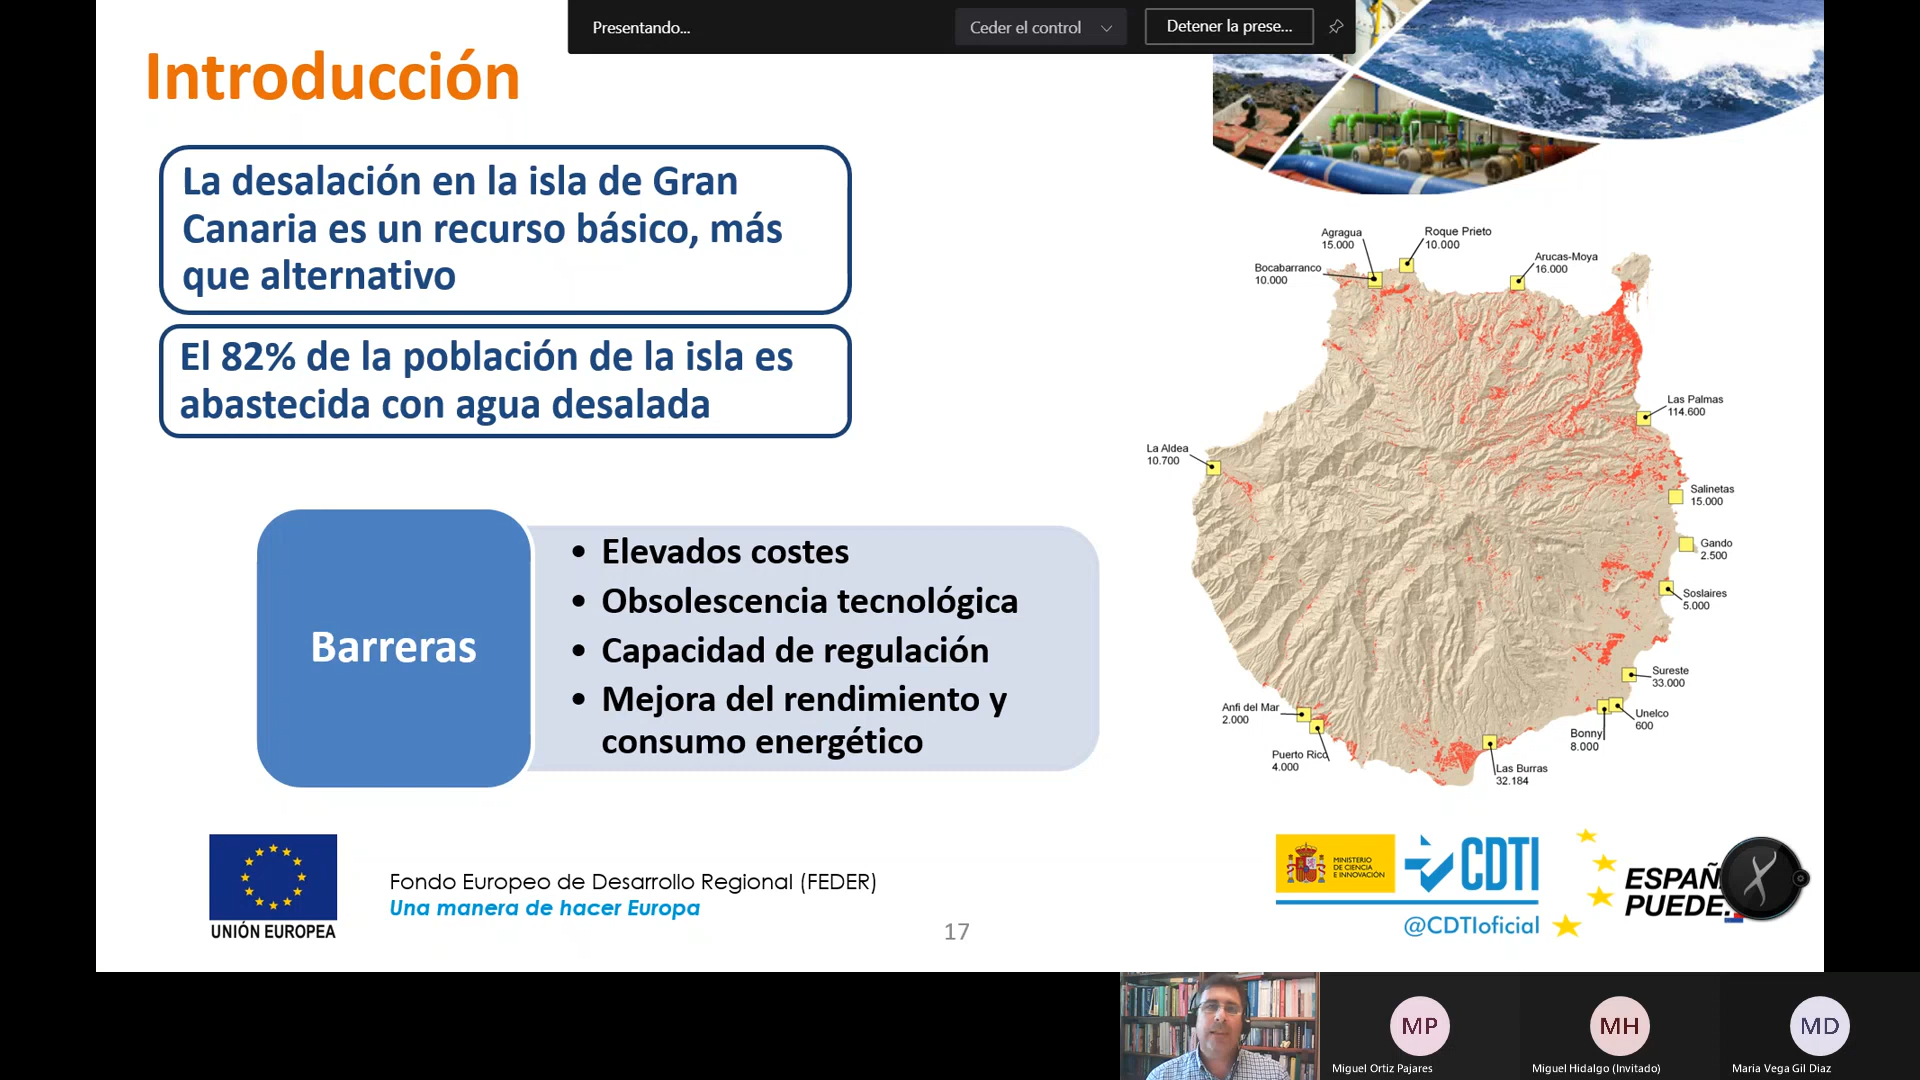 Presentando...
Ceder el control
Detener la prese...
Introducción
La desalación en la isla de Gran
Canaria es un recurso básico, más
que alternativo
El 82% de la población de la isla es
abastecida con agua desalada
Barreras
• Elevados costes
• Obsolescencia tecnológica
• Capacidad de regulación
• Mejora del rendimiento y
consumo energético
Agragua
15.000
Roque Prieto
10.000
Bocabarranco
10.000
Arucas-Moya
16.000
Las Palmas
114.600
La Aldea
10.700
Salinetas
15.000
Gando
2.500
Soslaires
5.000
Sureste
33.000
Unelco
600
Bonny
8.000
Anfi del Mar
2.000
Puerto Rico
4.000
Las Burras
32.184
UNIÓN EUROPEA
Fondo Europeo de Desarrollo Regional (FEDER)
Una manera de hacer Europa
17
MINISTERIO
DE CIENCIA
E INNOVACIÓN
CDTI
@CDTIoficial
ESPAÑ
PUEDE.
MP
Miguel Ortiz Pajares
MH
Miguel Hidalgo (Invitado)
MD
Maria Vega Gil Diaz